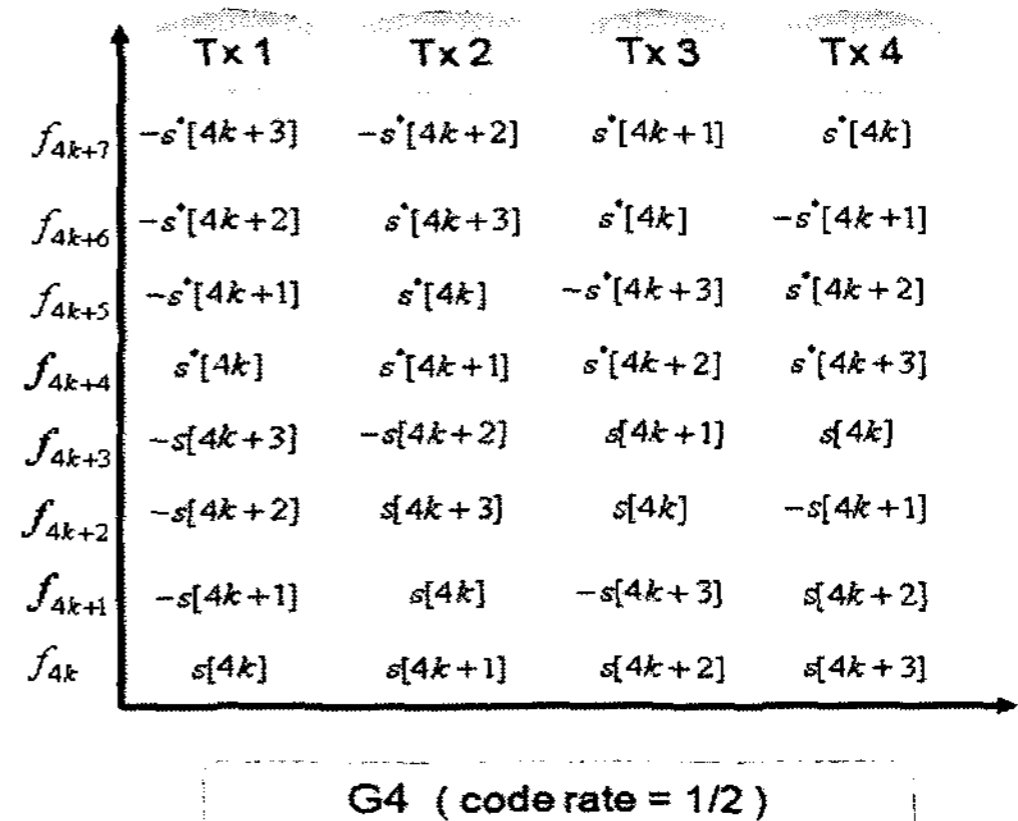 Tx 1 Tx 2 Tx 3 Tx 4
f₄ₖ₊₇ −s*[4k+3] −s*[4k+2] s*[4k+1] s*[4k]
f₄ₖ₊₆ −s*[4k+2] s*[4k+3] s*[4k] −s*[4k+1]
f₄ₖ₊₅ −s*[4k+1] s*[4k] −s*[4k+3] s*[4k+2]
f₄ₖ₊₄ s*[4k] s*[4k+1] s*[4k+2] s*[4k+3]
f₄ₖ₊₃ −s[4k+3] −s[4k+2] s[4k+1] s[4k]
f₄ₖ₊₂ −s[4k+2] s[4k+3] s[4k] −s[4k+1]
f₄ₖ₊₁ −s[4k+1] s[4k] −s[4k+3] s[4k+2]
f₄ₖ s[4k] s[4k+1] s[4k+2] s[4k+3]
G4 ( code rate = 1/2 )